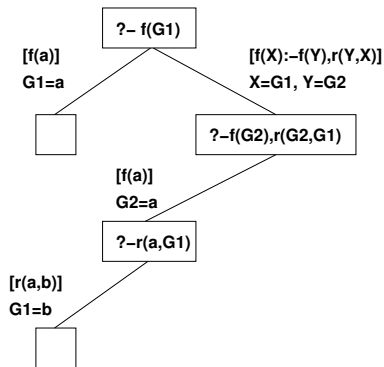 ?− f(G1)
[f(a)]
G1=a
[f(X):−f(Y),r(Y,X)]
X=G1, Y=G2
?−f(G2),r(G2,G1)
[f(a)]
G2=a
?−r(a,G1)
[r(a,b)]
G1=b